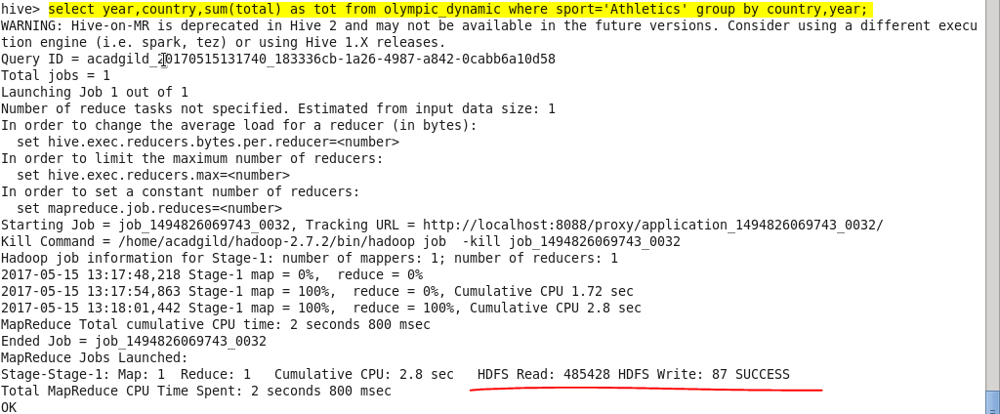 hive> select year,country,sum(total) as tot from olympic_dynamic where sport='Athletics' group by country,year;
WARNING: Hive-on-MR is deprecated in Hive 2 and may not be available in the future versions. Consider using a different execu
tion engine (i.e. spark, tez) or using Hive 1.X releases.
Query ID = acadgild_20170515131740_183336cb-1a26-4987-a842-0cabb6a10d58
Total jobs = 1
Launching Job 1 out of 1
Number of reduce tasks not specified. Estimated from input data size: 1
In order to change the average load for a reducer (in bytes):
  set hive.exec.reducers.bytes.per.reducer=<number>
In order to limit the maximum number of reducers:
  set hive.exec.reducers.max=<number>
In order to set a constant number of reducers:
  set mapreduce.job.reduces=<number>
Starting Job = job_1494826069743_0032, Tracking URL = http://localhost:8088/proxy/application_1494826069743_0032/
Kill Command = /home/acadgild/hadoop-2.7.2/bin/hadoop job  -kill job_1494826069743_0032
Hadoop job information for Stage-1: number of mappers: 1; number of reducers: 1
2017-05-15 13:17:48,218 Stage-1 map = 0%,  reduce = 0%
2017-05-15 13:17:54,863 Stage-1 map = 100%,  reduce = 0%, Cumulative CPU 1.72 sec
2017-05-15 13:18:01,442 Stage-1 map = 100%,  reduce = 100%, Cumulative CPU 2.8 sec
MapReduce Total cumulative CPU time: 2 seconds 800 msec
Ended Job = job_1494826069743_0032
MapReduce Jobs Launched:
Stage-Stage-1: Map: 1  Reduce: 1   Cumulative CPU: 2.8 sec   HDFS Read: 485428 HDFS Write: 87 SUCCESS
Total MapReduce CPU Time Spent: 2 seconds 800 msec
OK